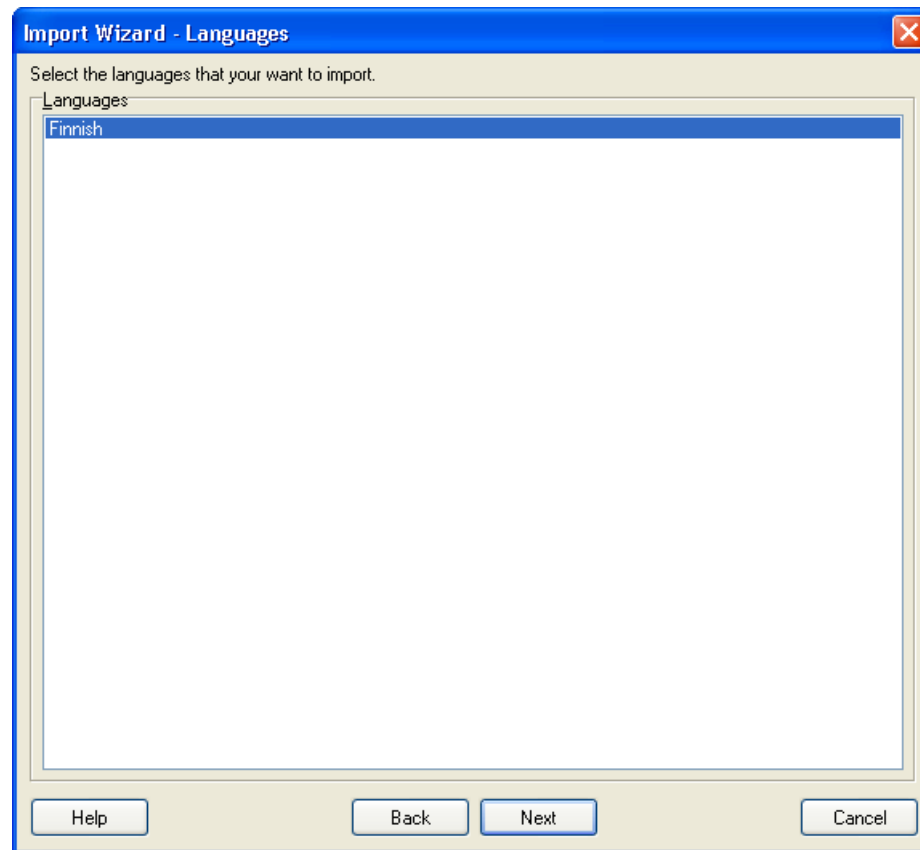 Import Wizard - Languages
Select the languages that your want to import.
Languages
Finnish
Help Back Next Cancel